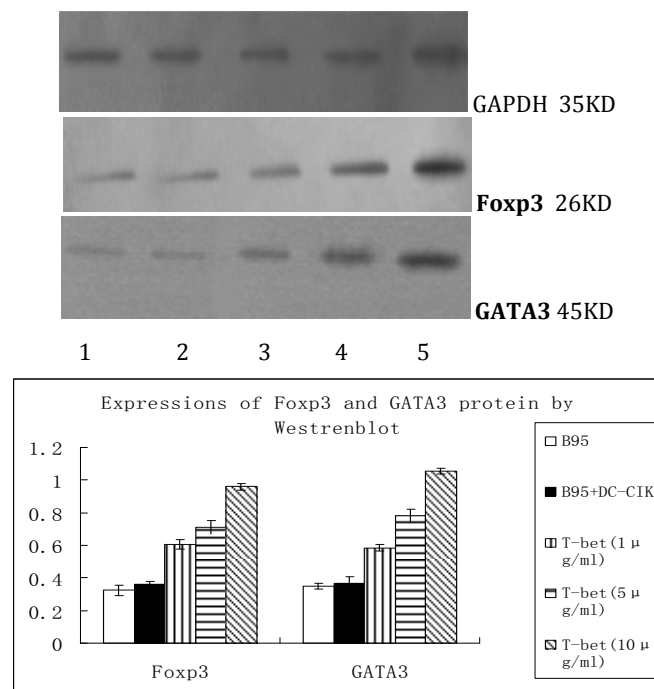 GAPDH 35KD
Foxp3 26KD
GATA3 45KD
1 2 3 4 5
Expressions of Foxp3 and GATA3 protein by
Westrenblot
1.2
1
0.8
0.6
0.4
0.2
0
Foxp3 GATA3
B95
B95+DC-CIK
T-bet(1μ
g/ml)
T-bet(5μ
g/ml)
T-bet(10μ
g/ml)